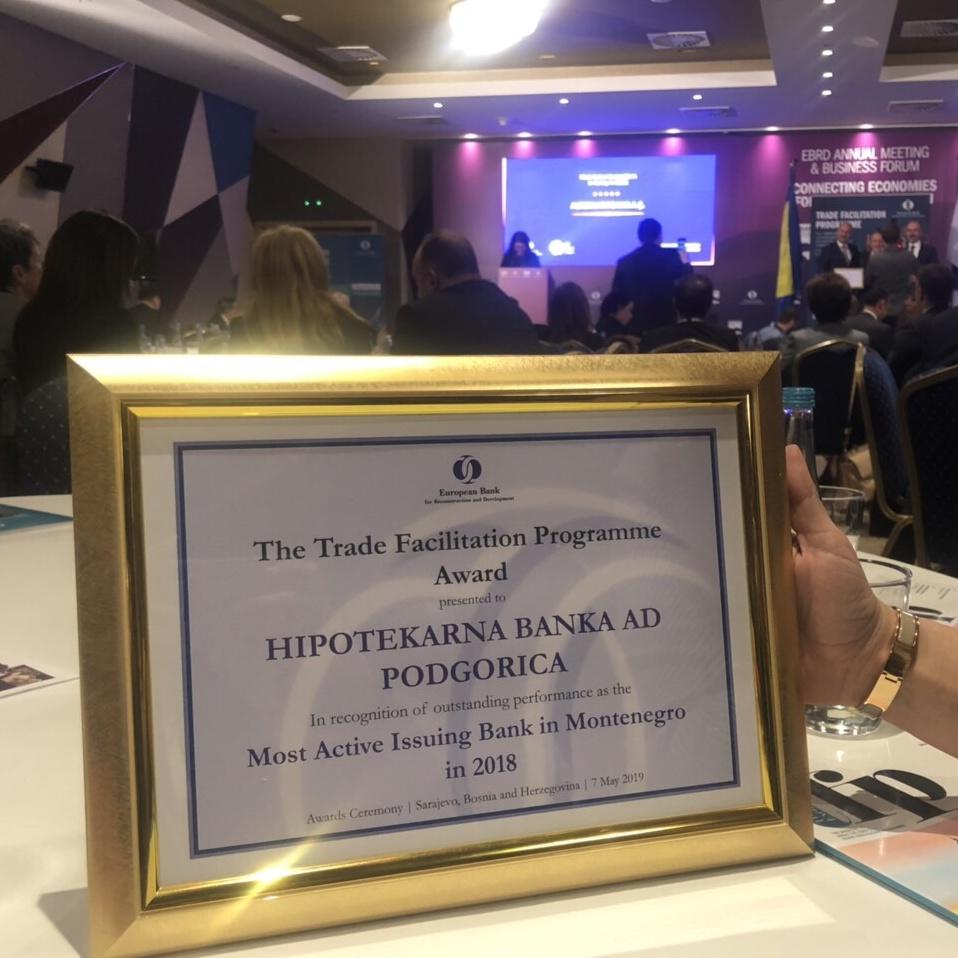 EBRD ANNUAL MEETING
& BUSINESS FORUM
CONNECTING ECONOMIES
TRADE FACILITATION
PROGRAMME
European Bank
for Reconstruction and Development
The Trade Facilitation Programme
Award
presented to
HIPOTEKARNA BANKA AD
PODGORICA
In recognition of outstanding performance as the
Most Active Issuing Bank in Montenegro
in 2018
Awards Ceremony | Sarajevo, Bosnia and Herzegovina | 7 May 2019